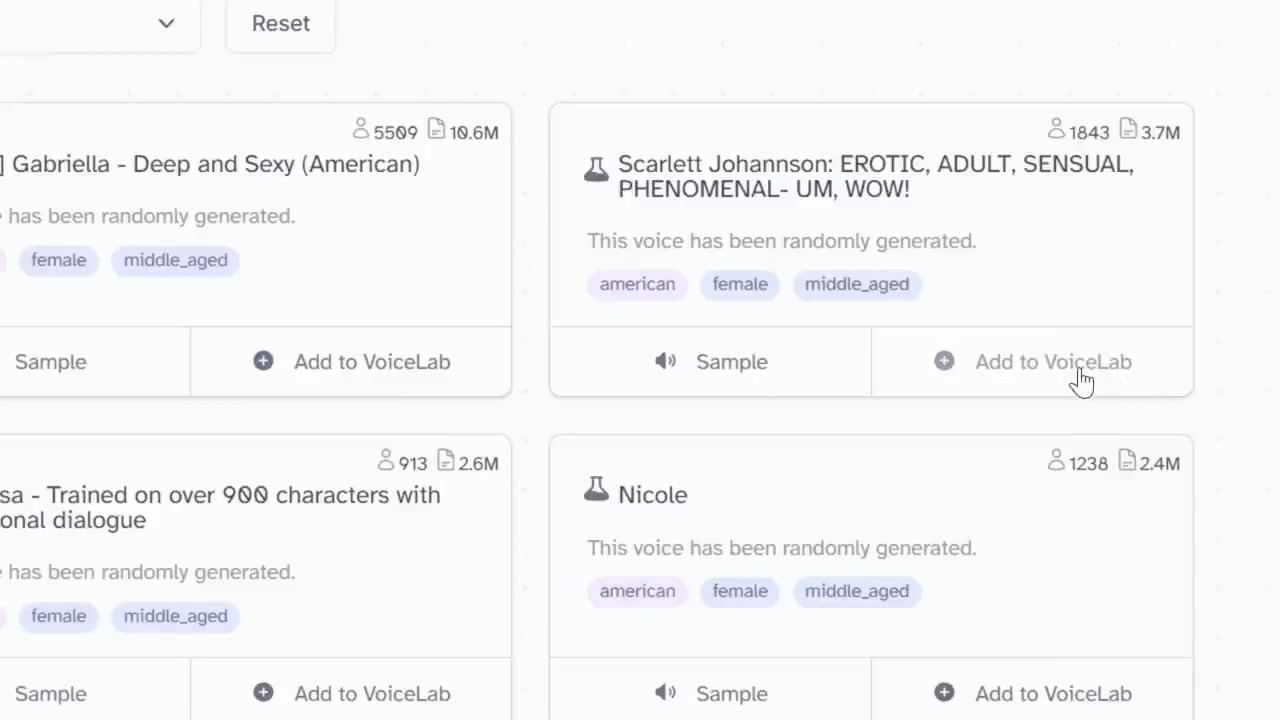 Reset
5509 10.6M
] Gabriella - Deep and Sexy (American)
has been randomly generated.
female middle_aged
Sample Add to VoiceLab
1843 3.7M
Scarlett Johannson: EROTIC, ADULT, SENSUAL,
PHENOMENAL- UM, WOW!
This voice has been randomly generated.
american female middle_aged
Sample Add to VoiceLab
913 2.6M
sa - Trained on over 900 characters with
onal dialogue
has been randomly generated.
female middle_aged
Sample Add to VoiceLab
1238 2.4M
Nicole
This voice has been randomly generated.
american female middle_aged
Sample Add to VoiceLab